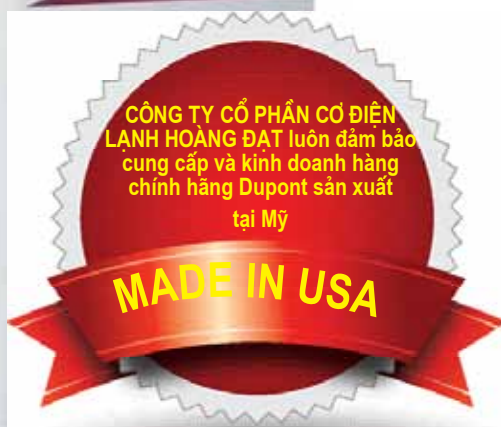 CÔNG TY CỔ PHẦN CƠ ĐIỆN
LẠNH HOÀNG ĐẠT luôn đảm bảo
cung cấp và kinh doanh hàng
chính hãng Dupont sản xuất
tại Mỹ
MADE IN USA